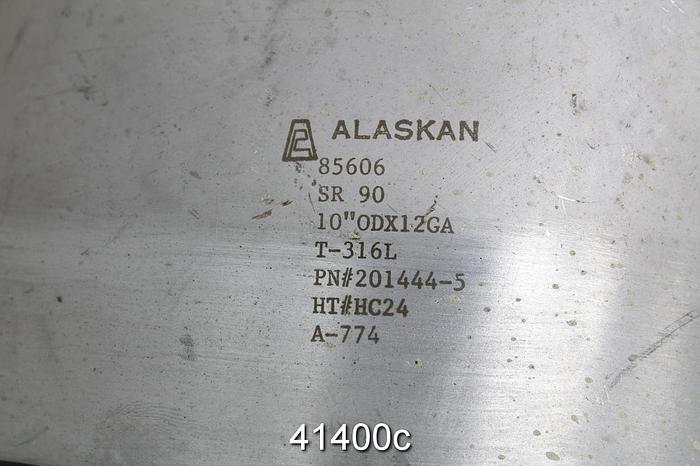 ALASKAN
85606
SR 90
10"ODX12GA
T-316L
PN#201444-5
HT#HC24
A-774
41400c